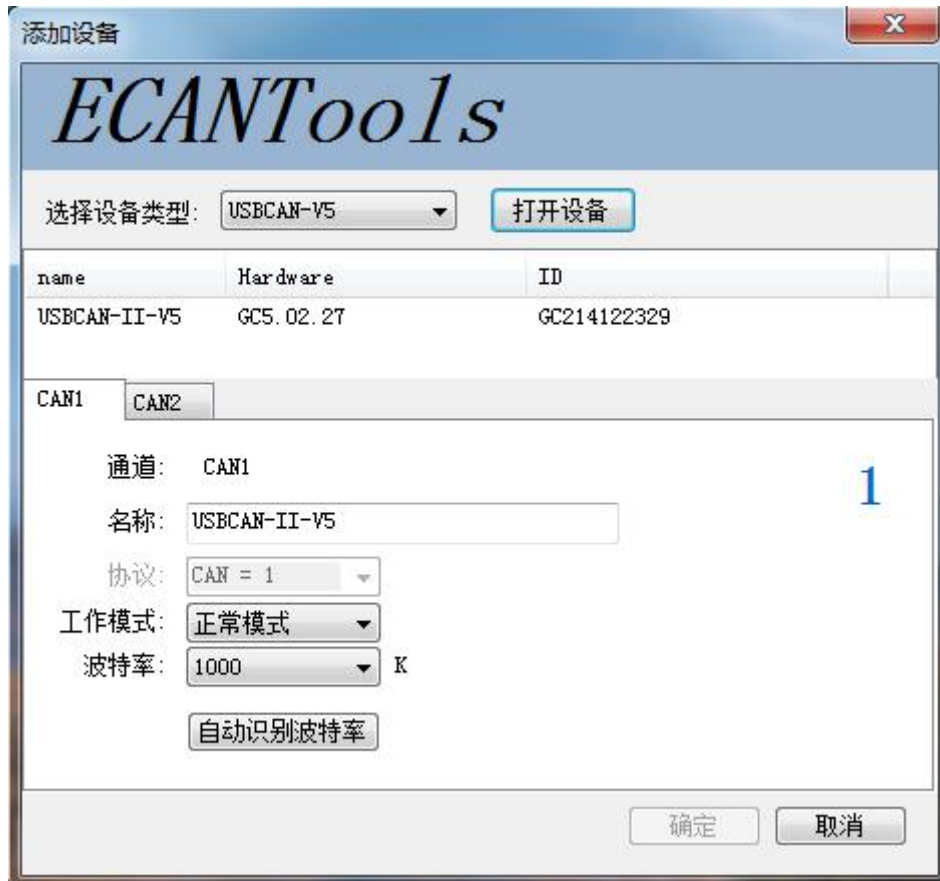 添加设备
ECANTools
选择设备类型: USBCAN-V5 打开设备
name Hardware ID
USBCAN-II-V5 GC5.02.27 GC214122329
CAN1 CAN2
通道: CAN1
1
名称: USBCAN-II-V5
协议: CAN = 1
工作模式: 正常模式
波特率: 1000 K
自动识别波特率
确定 取消